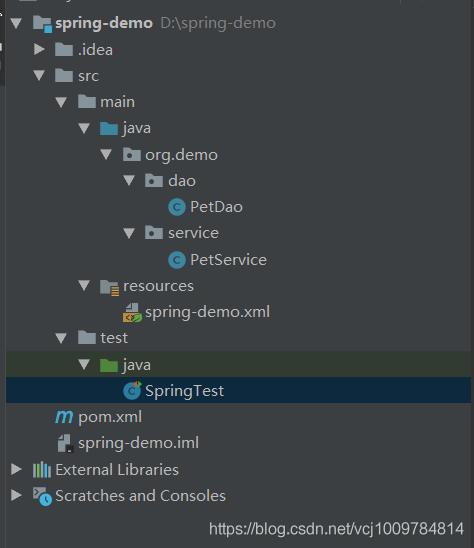 spring-demo D:\spring-demo
.idea
src
main
java
org.demo
dao
PetDao
service
PetService
resources
spring-demo.xml
test
java
SpringTest
pom.xml
spring-demo.iml
External Libraries
Scratches and Consoles
https://blog.csdn.net/vcj1009784814